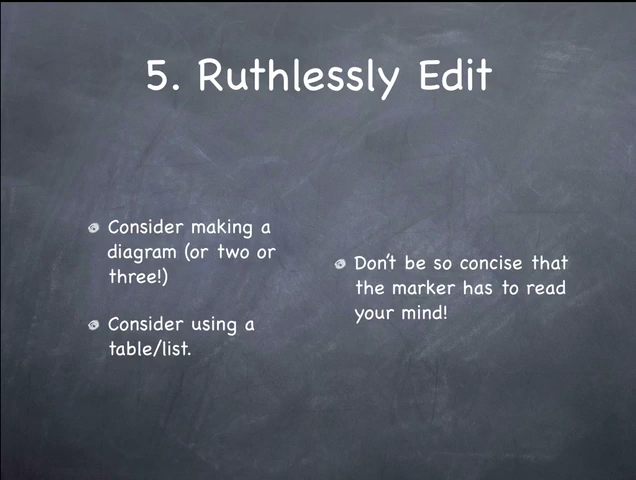 5. Ruthlessly Edit
Consider making a
diagram (or two or
three!)
Consider using a
table/list.
Don't be so concise that
the marker has to read
your mind!